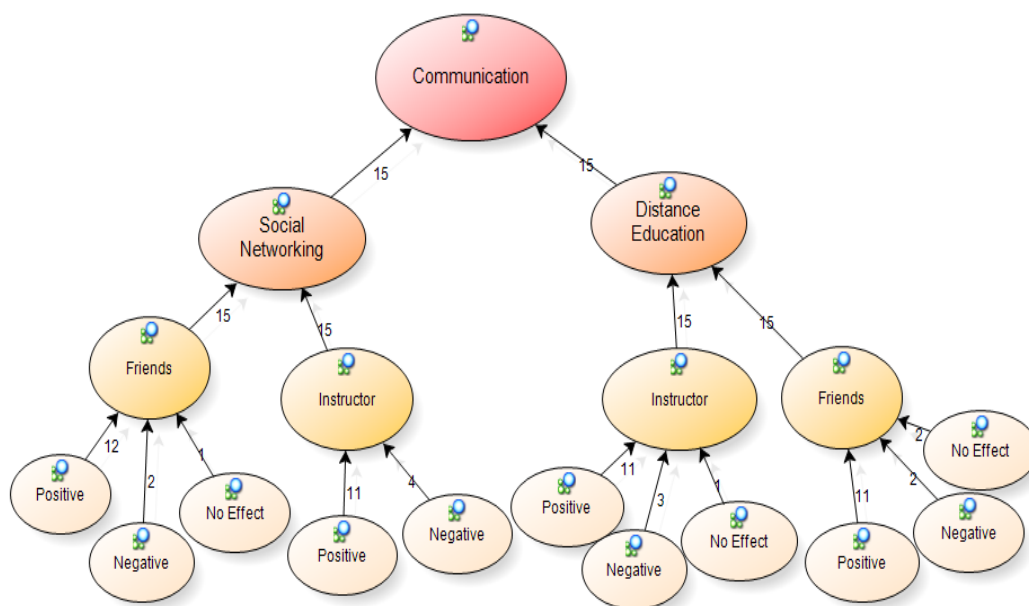 Communication
15
15
Social
Networking
Distance
Education
15
15
15
15
Friends
Instructor
Instructor
Friends
12
2
1
11
4
11
3
1
11
2
2
Positive
Negative
No Effect
Positive
Negative
Positive
Negative
No Effect
Positive
Negative
No Effect